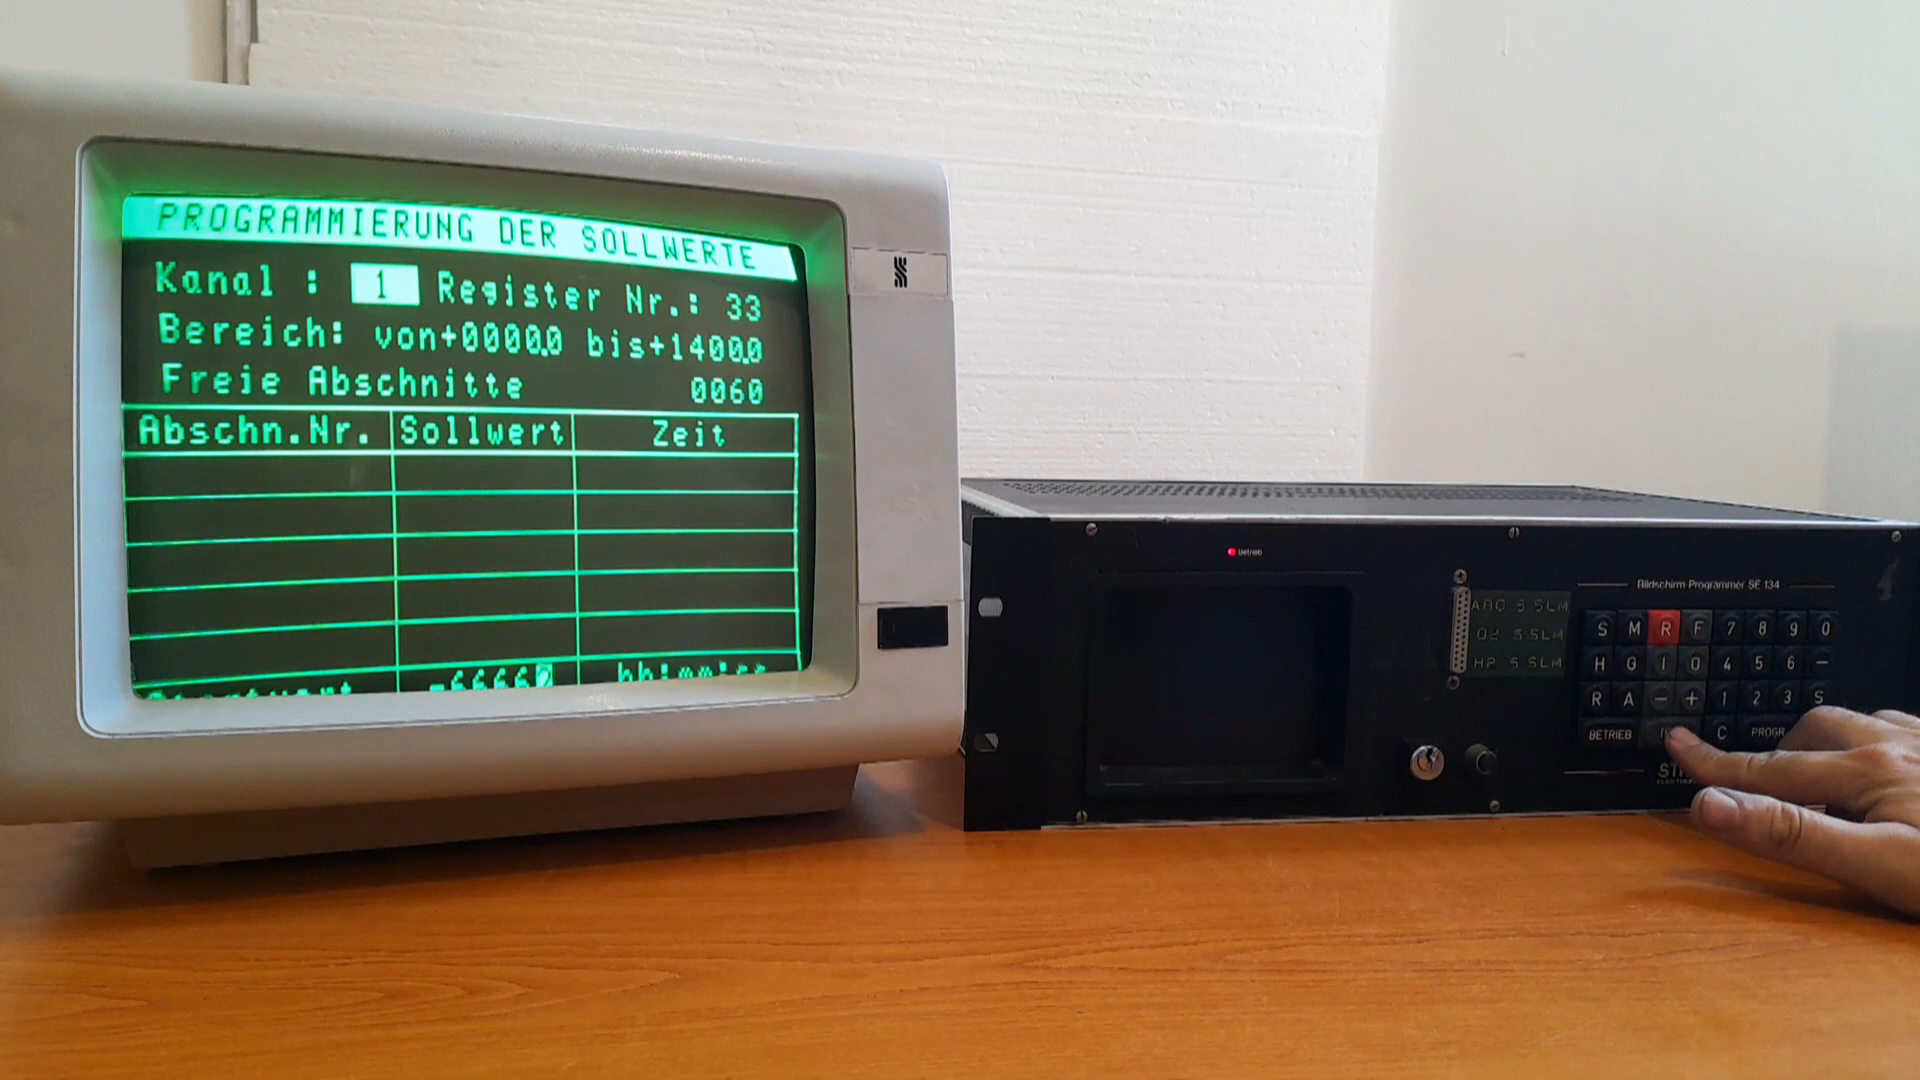 PROGRAMMIERUNG DER SOLLWERTE
Kanal : 1 Register Nr.: 33
Bereich: von+0000.0 bis+1400.0
Freie Abschnitte 0060
Abschn.Nr. Sollwert Zeit
Betrieb
Bildschirm-Programmer SE 134
S M R F 7 8 9 0
H G I O 4 5 6 −
R A − + 1 2 3 S
BETRIEB C PROGR